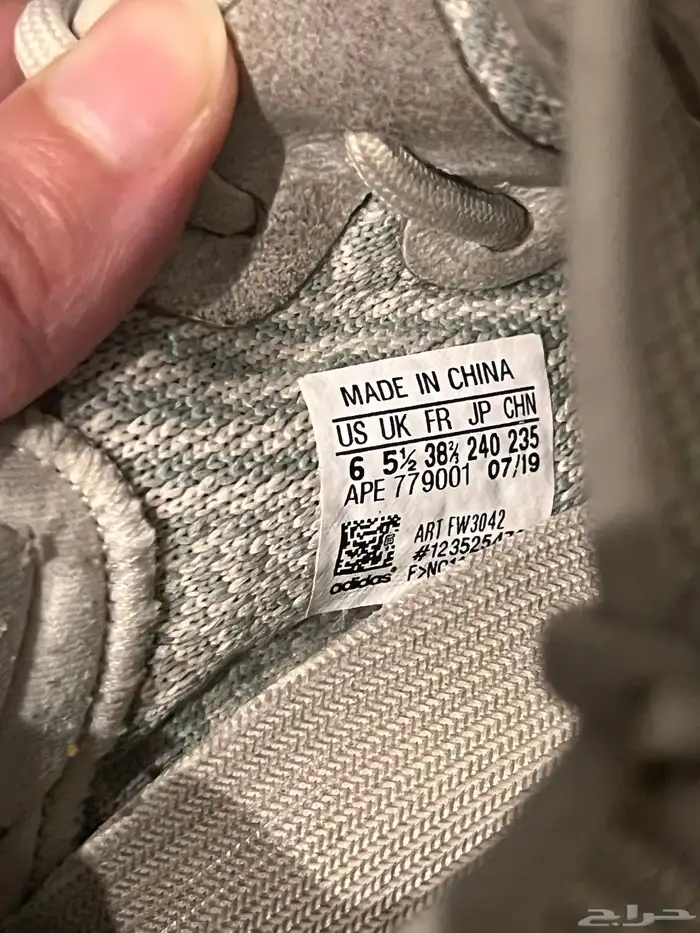 MADE IN CHINA
US UK FR JP CHN
6 5½ 38⅔ 240 235
APE 779001 07/19
ART FW3042
#12352547
adidas®
حراج